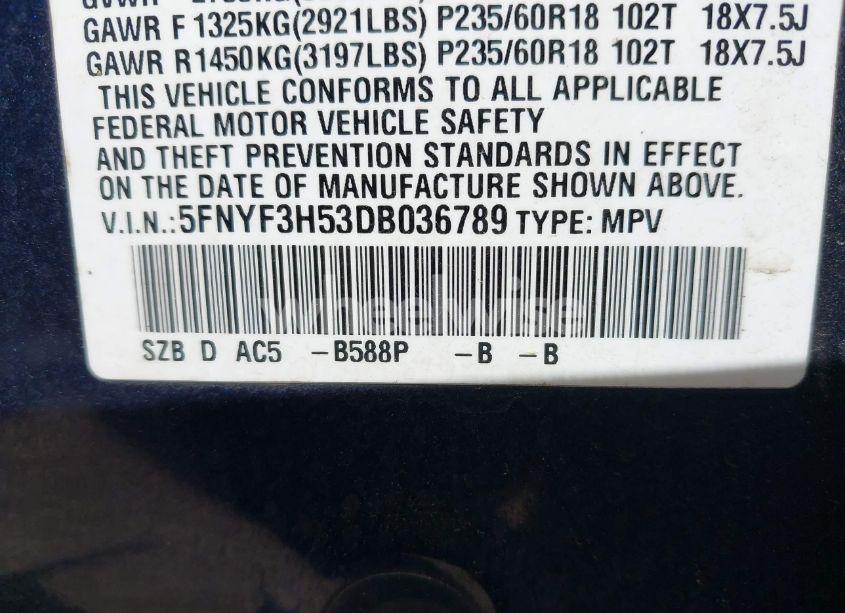 GAWR F 1325KG(2921LBS) P235/60R18 102T 18X7.5J
GAWR R1450KG(3197LBS) P235/60R18 102T 18X7.5J
THIS VEHICLE CONFORMS TO ALL APPLICABLE
FEDERAL MOTOR VEHICLE SAFETY
AND THEFT PREVENTION STANDARDS IN EFFECT
ON THE DATE OF MANUFACTURE SHOWN ABOVE.
V.I.N.:5FNYF3H53DB036789 TYPE: MPV
wheelwise
SZB D AC5 -B588P -B -B